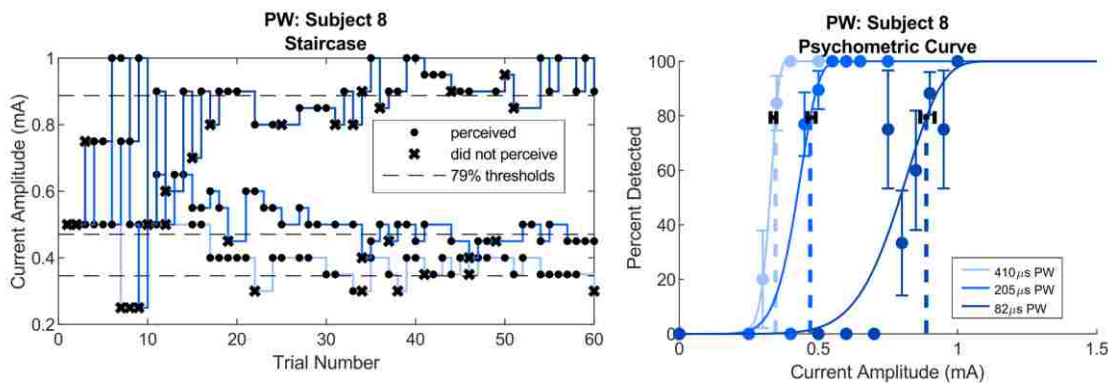 PW: Subject 8
Staircase
Current Amplitude (mA)
1
0.8
0.6
0.4
0.2
0
10
20
30
40
50
60
Trial Number
perceived
did not perceive
79% thresholds
PW: Subject 8
Psychometric Curve
Percent Detected
100
80
60
40
20
0
0
0.5
1
1.5
Current Amplitude (mA)
410μs PW
205μs PW
82μs PW